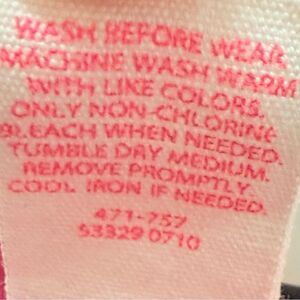 WASH BEFORE WEAR
MACHINE WASH WARM
WITH LIKE COLORS.
ONLY NON-CHLORINE
BLEACH WHEN NEEDED.
TUMBLE DRY MEDIUM.
REMOVE PROMPTLY.
COOL IRON IF NEEDED.
471-757
53329 0710